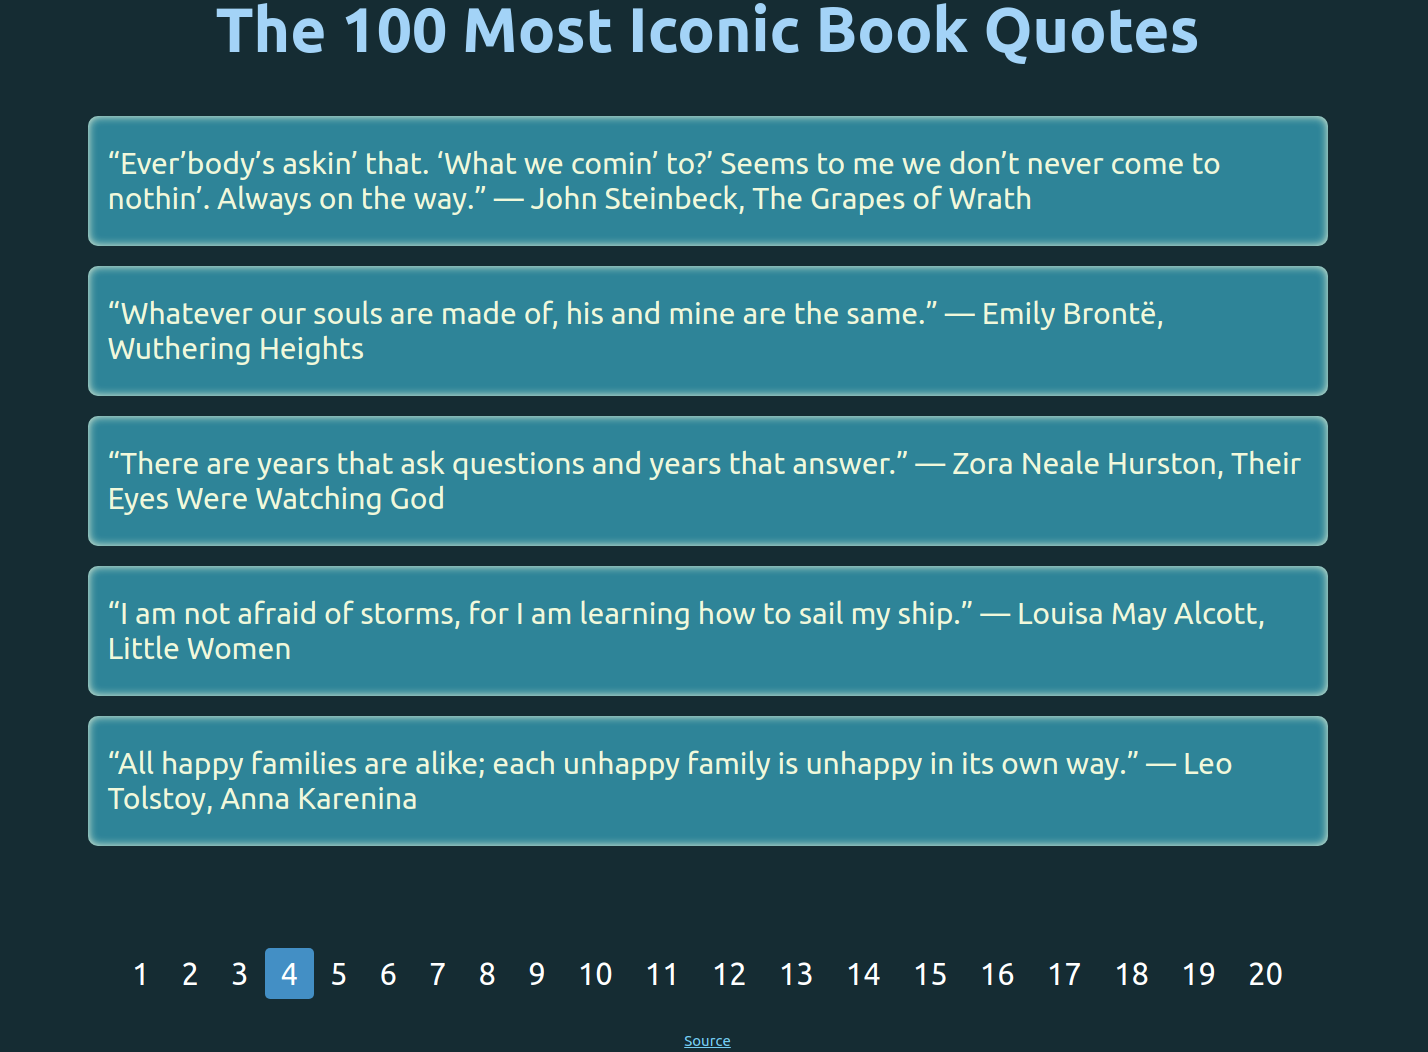 The 100 Most Iconic Book Quotes
“Ever’body’s askin’ that. ‘What we comin’ to?’ Seems to me we don’t never come to
nothin’. Always on the way.” — John Steinbeck, The Grapes of Wrath
“Whatever our souls are made of, his and mine are the same.” — Emily Brontë,
Wuthering Heights
“There are years that ask questions and years that answer.” — Zora Neale Hurston, Their
Eyes Were Watching God
“I am not afraid of storms, for I am learning how to sail my ship.” — Louisa May Alcott,
Little Women
“All happy families are alike; each unhappy family is unhappy in its own way.” — Leo
Tolstoy, Anna Karenina
1 2 3 4 5 6 7 8 9 10 11 12 13 14 15 16 17 18 19 20
Source